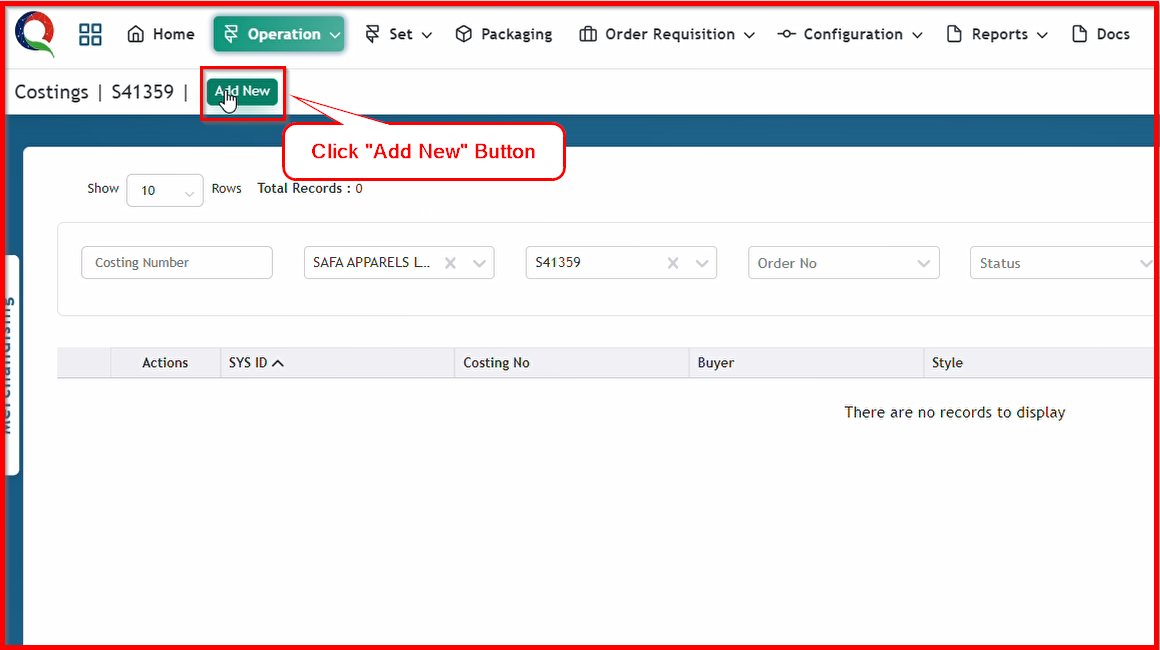 Home Operation Set Packaging Order Requisition Configuration Reports Docs
Costings | S41359 | Add New
Click "Add New" Button
Show 10 Rows Total Records : 0
Costing Number SAFA APPARELS L... S41359 Order No Status
Merchandising
Actions SYS ID Costing No Buyer Style
There are no records to display